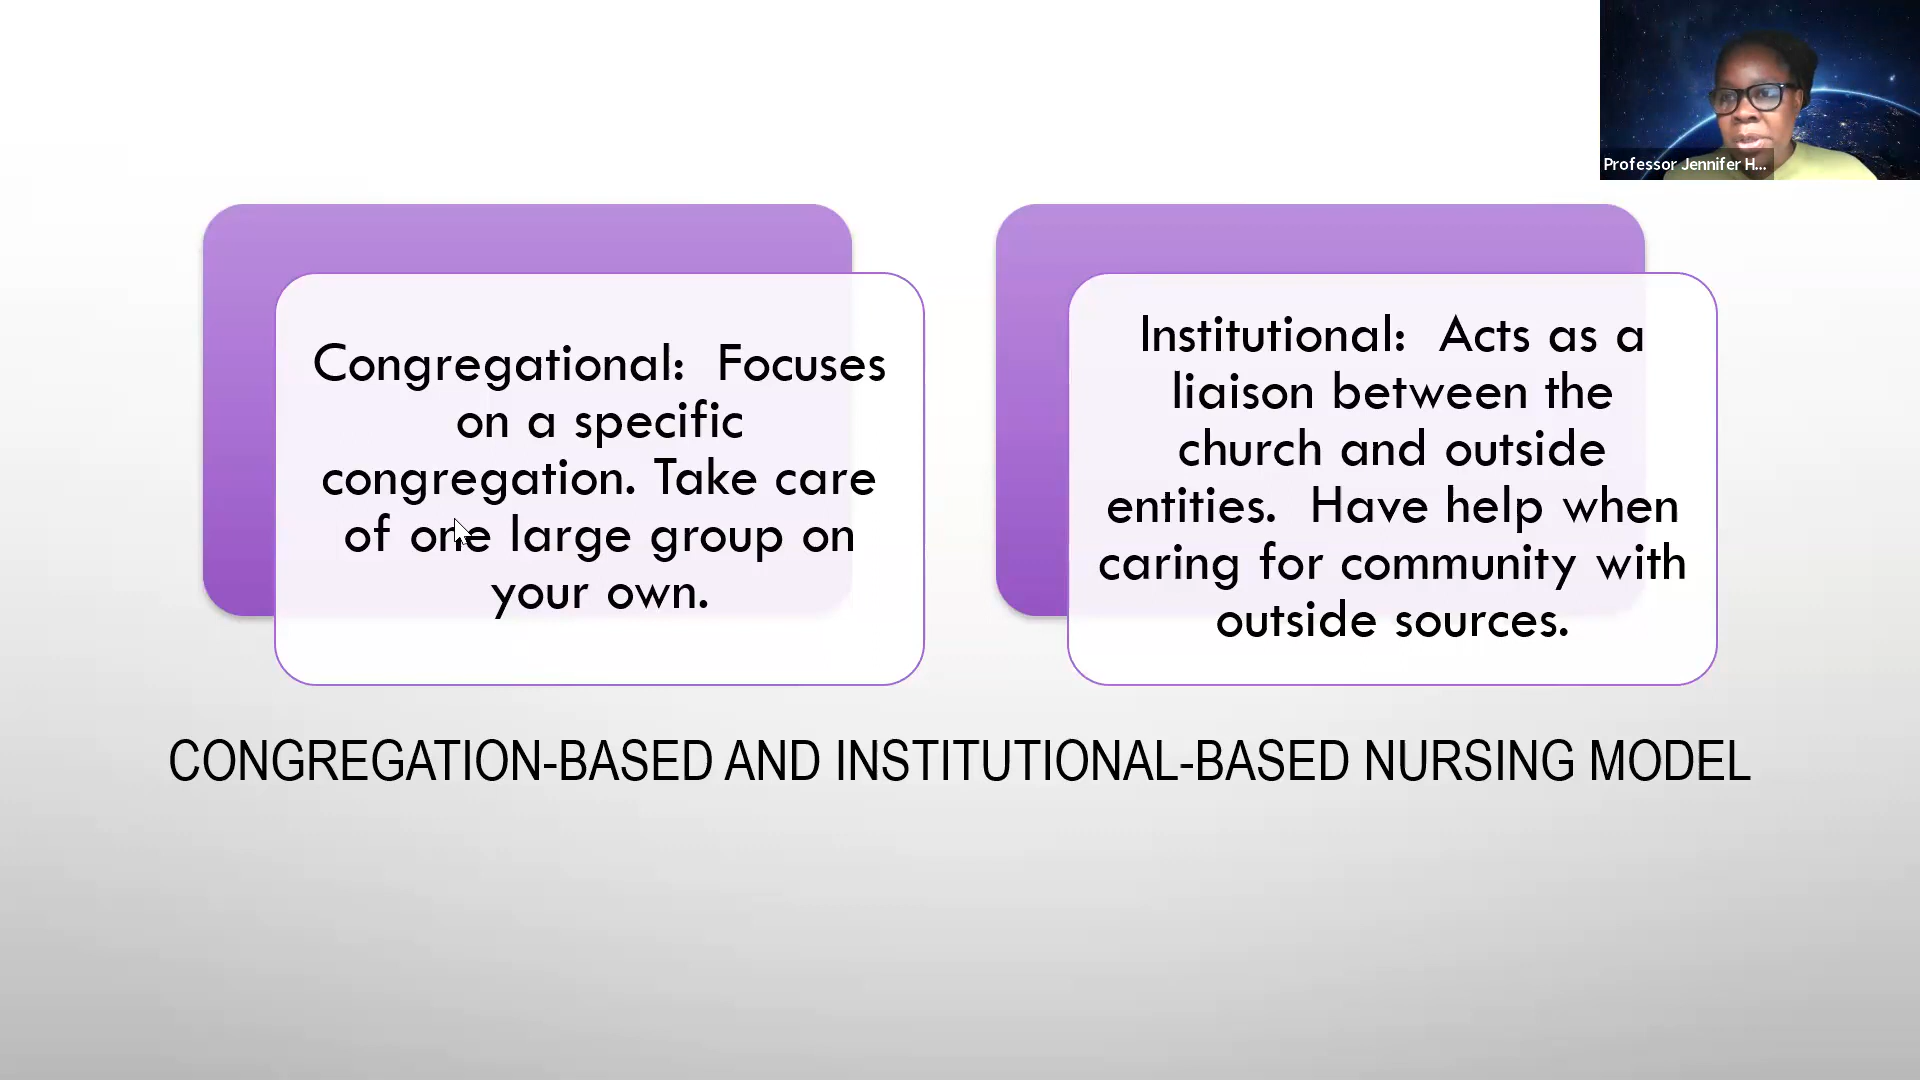 Professor Jennifer H...
Congregational: Focuses
on a specific
congregation. Take care
of one large group on
your own.
Institutional: Acts as a
liaison between the
church and outside
entities. Have help when
caring for community with
outside sources.
CONGREGATION-BASED AND INSTITUTIONAL-BASED NURSING MODEL